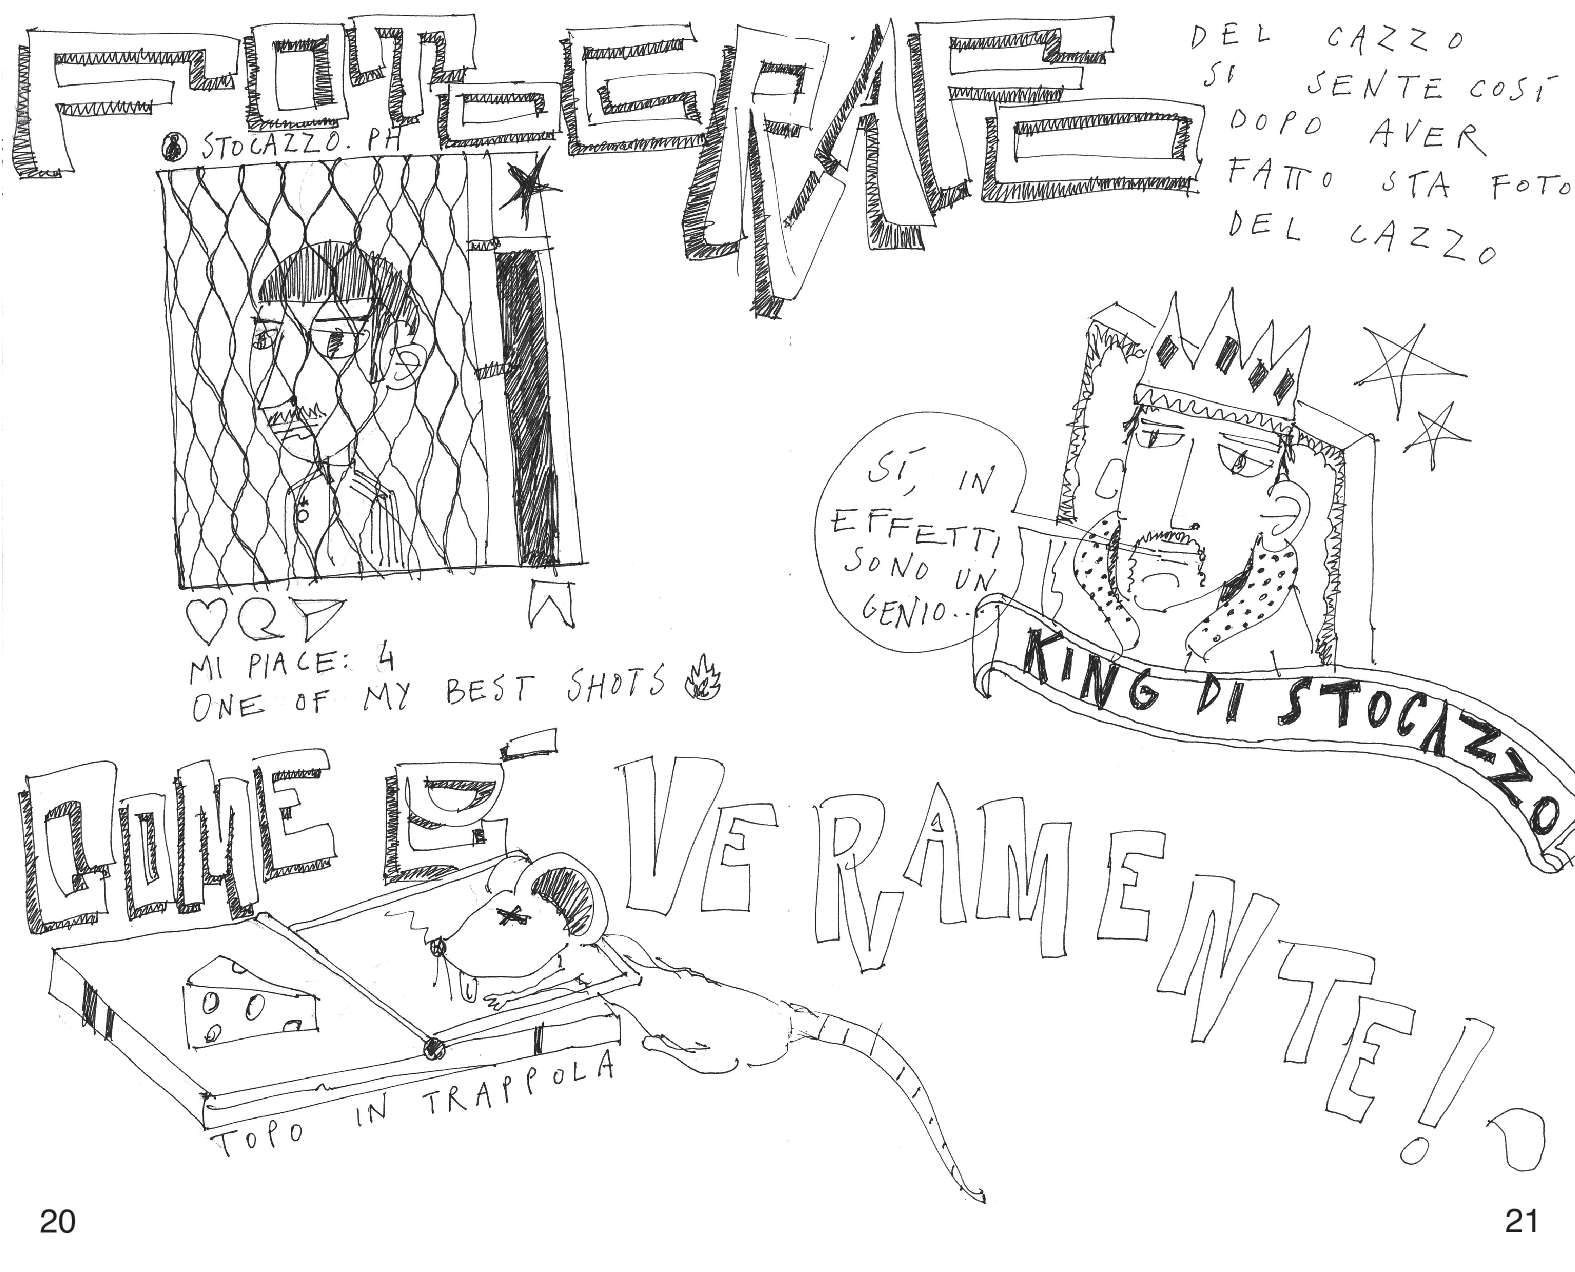 FOTOGRAFO
DEL CAZZO
SI SENTE COSÍ
DOPO AVER
FATTO STA FOTO
DEL CAZZO
STOCAZZO.PH
MI PIACE: 4
ONE OF MY BEST SHOTS
SÍ, IN
EFFETTI
SONO UN
GENIO...
KING DI STOCAZZO
COME É VERAMENTE!
TOPO IN TRAPPOLA
20
21